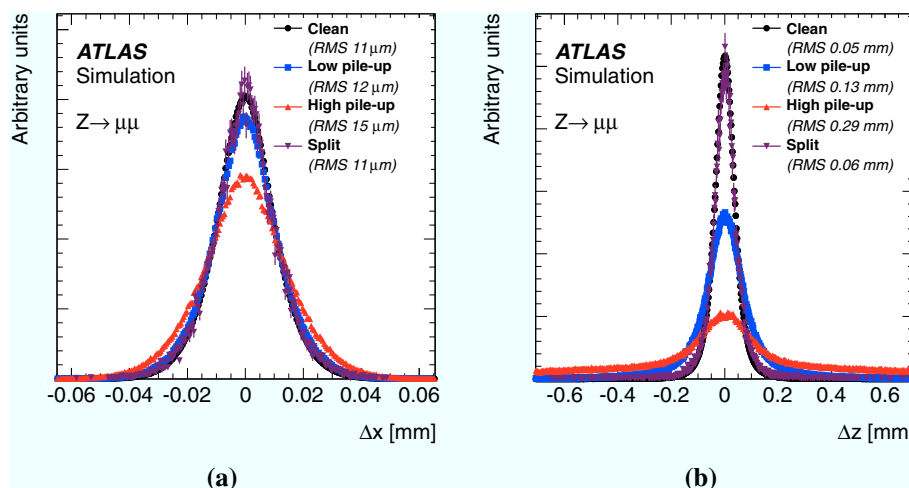 Arbitrary units
ATLAS
Simulation
Z→ μμ
Clean
(RMS 11 μm)
Low pile-up
(RMS 12 μm)
High pile-up
(RMS 15 μm)
Split
(RMS 11μm)
-0.06 -0.04 -0.02 0 0.02 0.04 0.06
Δx [mm]
(a)
Arbitrary units
ATLAS
Simulation
Z→ μμ
Clean
(RMS 0.05 mm)
Low pile-up
(RMS 0.13 mm)
High pile-up
(RMS 0.29 mm)
Split
(RMS 0.06 mm)
-0.6 -0.4 -0.2 0 0.2 0.4 0.6
Δz [mm]
(b)